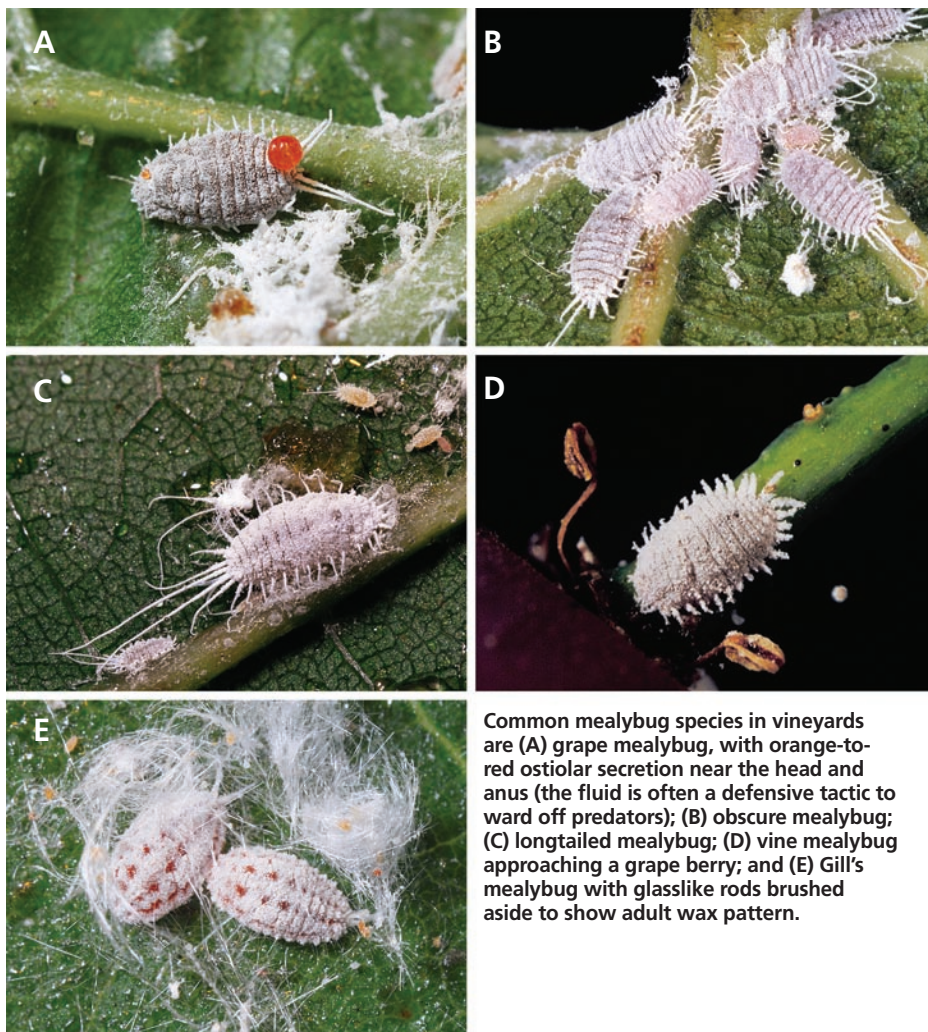 A
B
C
D
E
Common mealybug species in vineyards
are (A) grape mealybug, with orange-to-
red ostiolar secretion near the head and
anus (the fluid is often a defensive tactic to
ward off predators); (B) obscure mealybug;
(C) longtailed mealybug; (D) vine mealybug
approaching a grape berry; and (E) Gill's
mealybug with glasslike rods brushed
aside to show adult wax pattern.